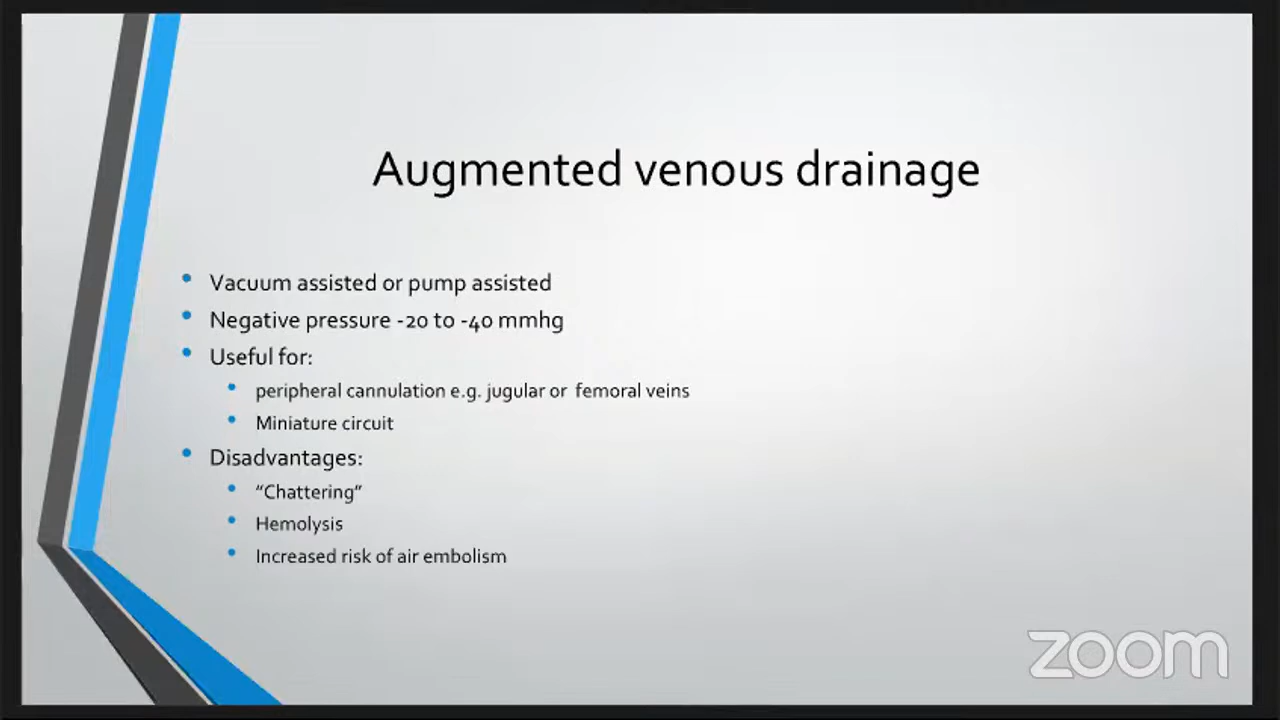 Augmented venous drainage
• Vacuum assisted or pump assisted
• Negative pressure -20 to -40 mmhg
• Useful for:
• peripheral cannulation e.g. jugular or femoral veins
• Miniature circuit
• Disadvantages:
• “Chattering”
• Hemolysis
• Increased risk of air embolism
zoom